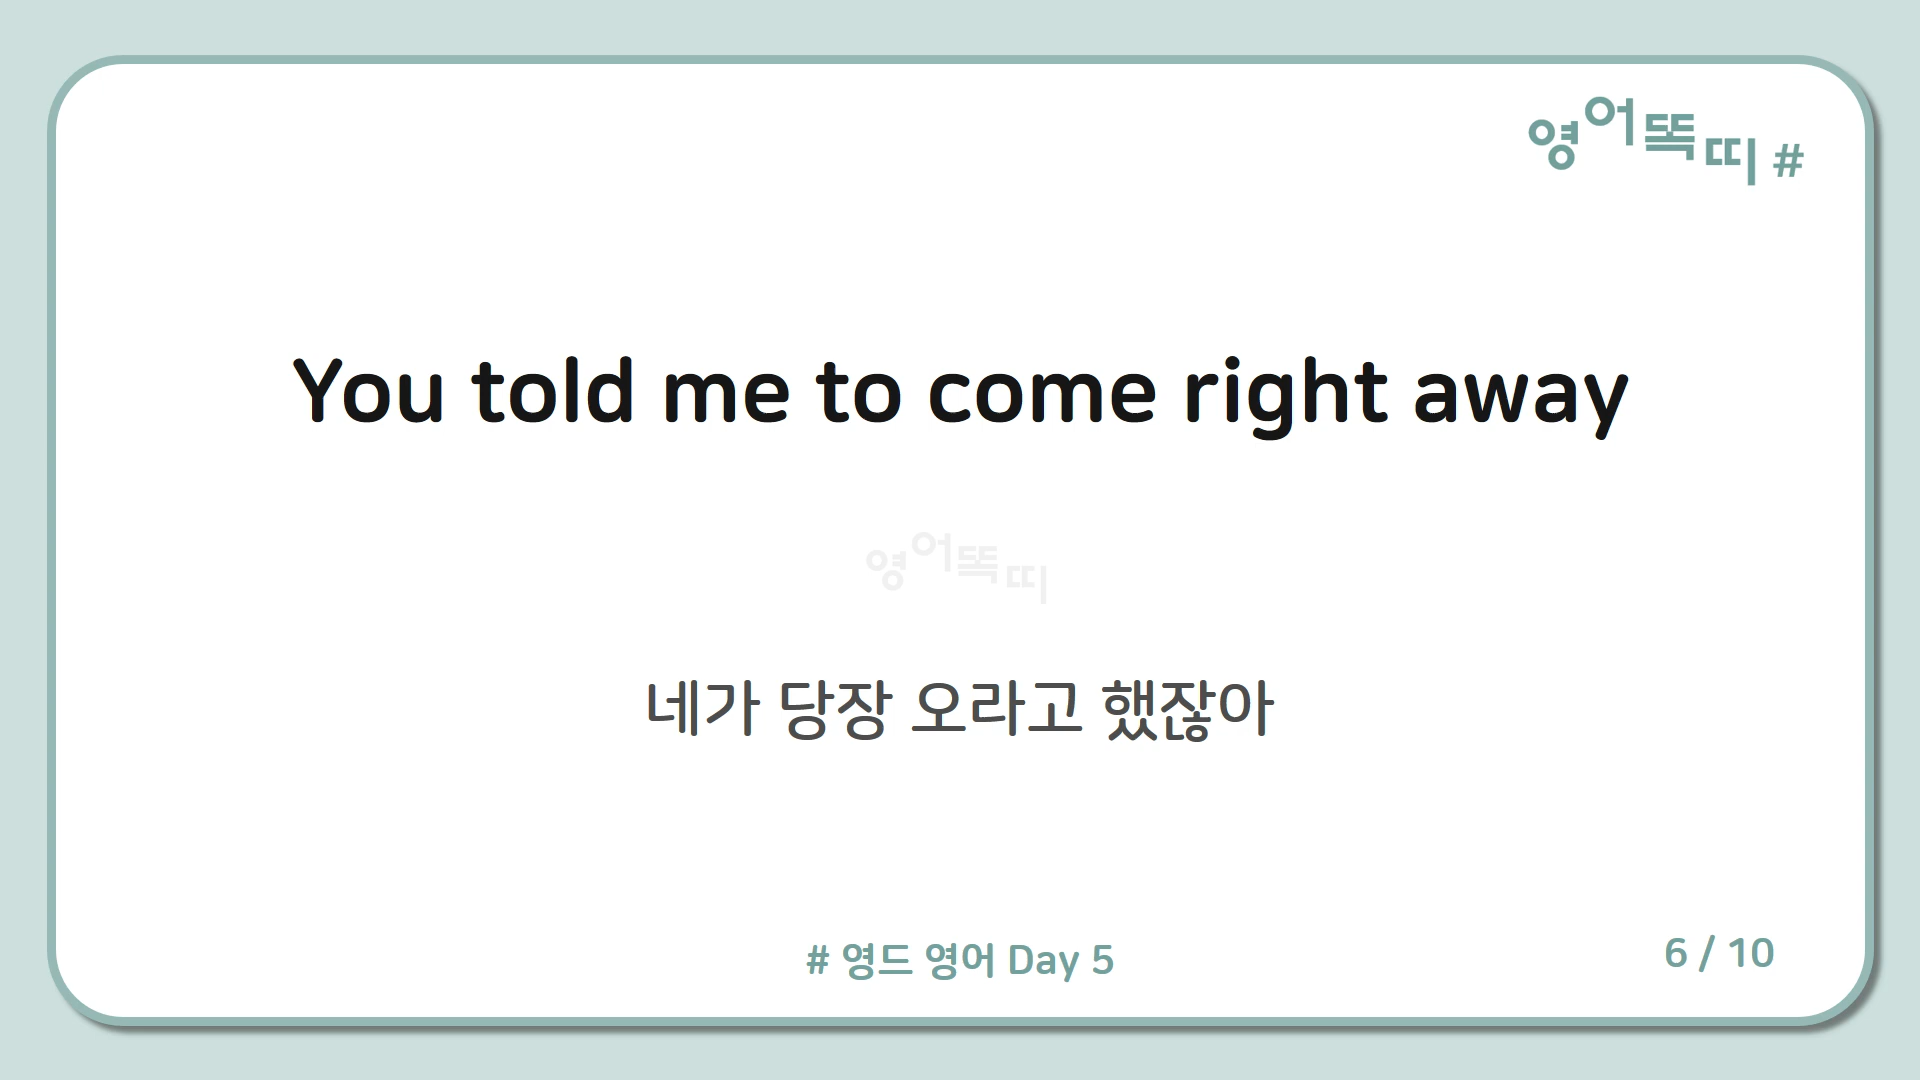 영어똑띠 #
You told me to come right away
영어똑띠
네가 당장 오라고 했잖아
# 영드 영어 Day 5
6 / 10